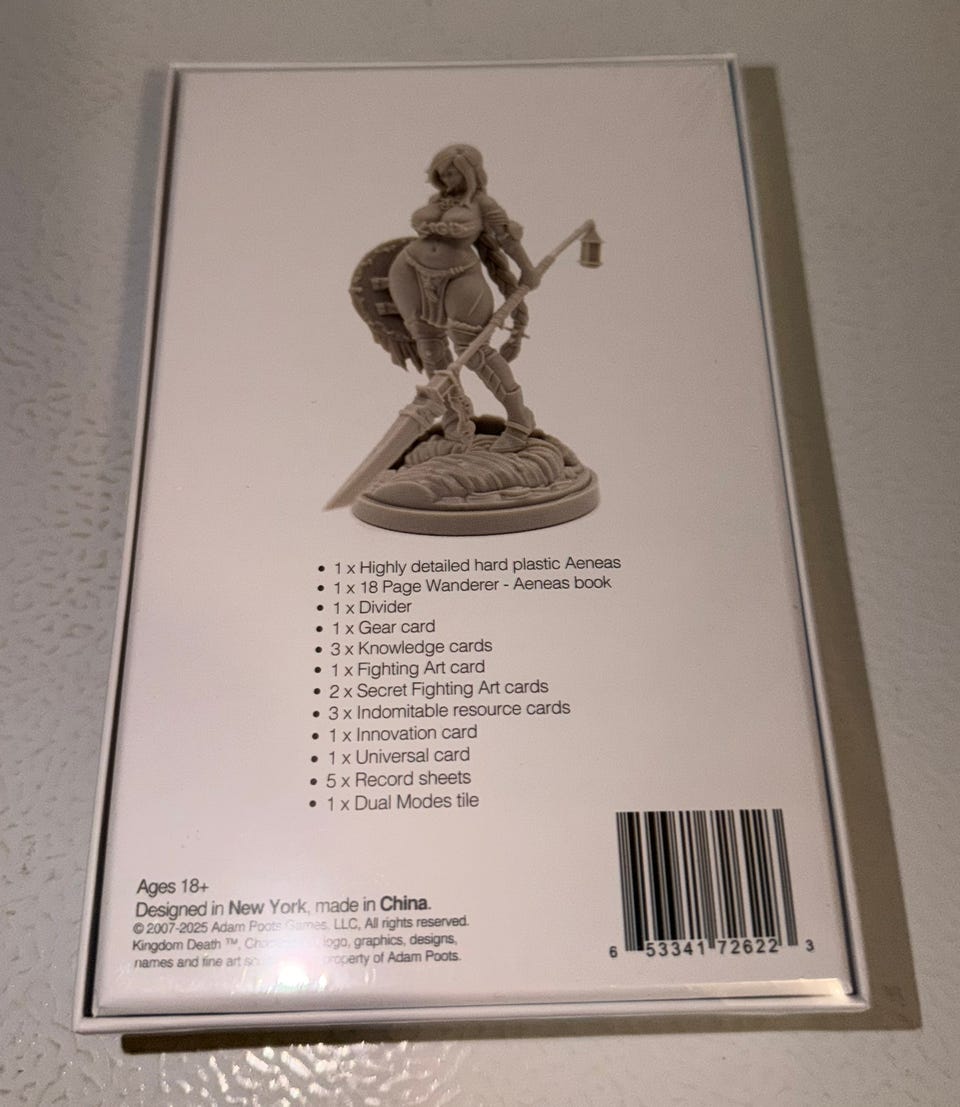 • 1 x Highly detailed hard plastic Aeneas
• 1 x 18 Page Wanderer - Aeneas book
• 1 x Divider
• 1 x Gear card
• 3 x Knowledge cards
• 1 x Fighting Art card
• 2 x Secret Fighting Art cards
• 3 x Indomitable resource cards
• 1 x Innovation card
• 1 x Universal card
• 5 x Record sheets
• 1 x Dual Modes tile
Ages 18+
Designed in New York, made in China.
© 2007-2025 Adam Poots Games, LLC, All rights reserved.
Kingdom Death ™, logo, graphics, designs,
names and fine art property of Adam Poots.
6 53341 72622 3